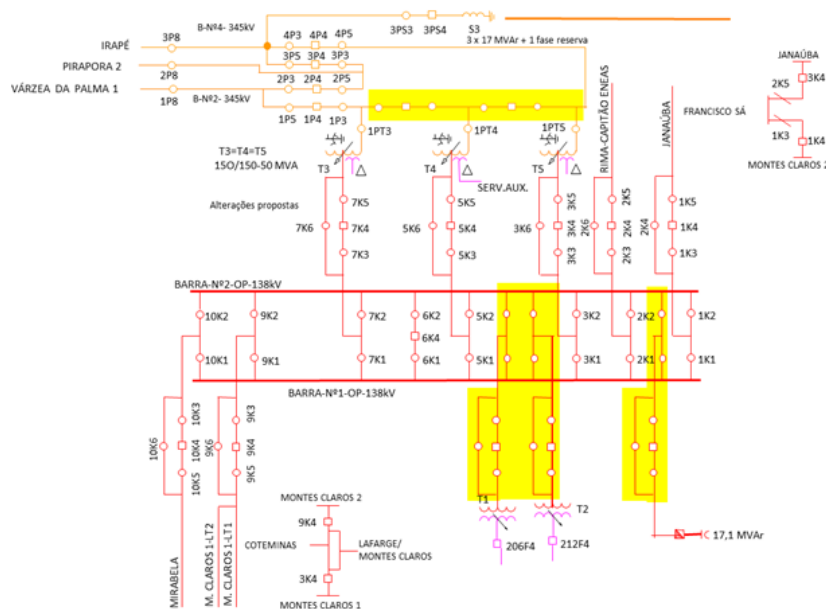 3PS3
3PS4
S3
3 x 17 MVAr + 1 fase reserva
B-Nº4- 345kV
4P3
4P4
4P5
IRAPÉ
3P8
3P5
3P4
3P3
PIRAPORA 2
2P8
2P3
2P4
2P5
VÁRZEA DA PALMA 1
1P8
B-Nº2- 345kV
1P5
1P4
1P3
1PT3
1PT4
1PT5
JANAÚBA
3K4
2K5
FRANCISCO SÁ
1K3
1K4
MONTES CLAROS 2
T3=T4=T5
15O/150-50 MVA
T3
T4
T5
SERV.AUX.
RIMA-CAPITÃO ENEAS
JANAÚBA
Alterações propostas
7K6
7K5
7K4
7K3
5K6
5K5
5K4
5K3
3K6
3K5
3K4
3K3
2K6
2K5
2K4
2K3
2K4
1K5
1K4
1K3
BARRA-Nº2-OP-138kV
10K2
9K2
7K2
6K2
5K2
3K2
2K2
1K2
6K4
10K1
9K1
7K1
6K1
5K1
3K1
2K1
1K1
BARRA-Nº1-OP-138kV
10K6
10K3
10K4
10K5
9K6
9K3
9K4
9K5
T1
T2
206F4
212F4
17,1 MVAr
MIRABELA
M. CLAROS 1-LT2
M. CLAROS 1-LT1
MONTES CLAROS 2
9K4
COTEMINAS
LAFARGE/
MONTES CLAROS
3K4
MONTES CLAROS 1